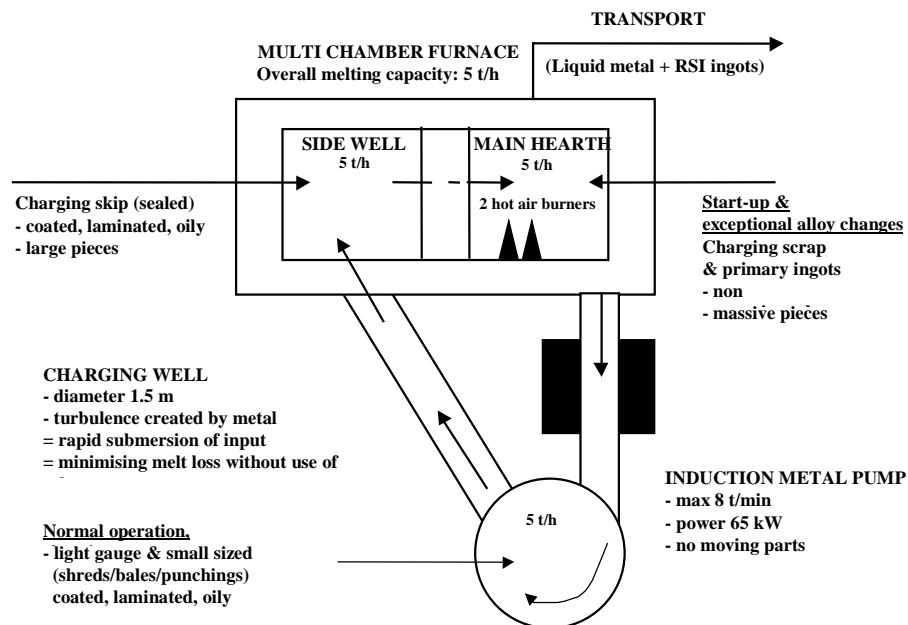 TRANSPORT
(Liquid metal + RSI ingots)
MULTI CHAMBER FURNACE
Overall melting capacity: 5 t/h
SIDE WELL
5 t/h
MAIN HEARTH
5 t/h
2 hot air burners
Charging skip (sealed)
- coated, laminated, oily
- large pieces
Start-up &
exceptional alloy changes
Charging scrap
& primary ingots
- non
- massive pieces
CHARGING WELL
- diameter 1.5 m
- turbulence created by metal
= rapid submersion of input
= minimising melt loss without use of
INDUCTION METAL PUMP
- max 8 t/min
- power 65 kW
- no moving parts
5 t/h
Normal operation,
- light gauge & small sized
(shreds/bales/punchings)
coated, laminated, oily